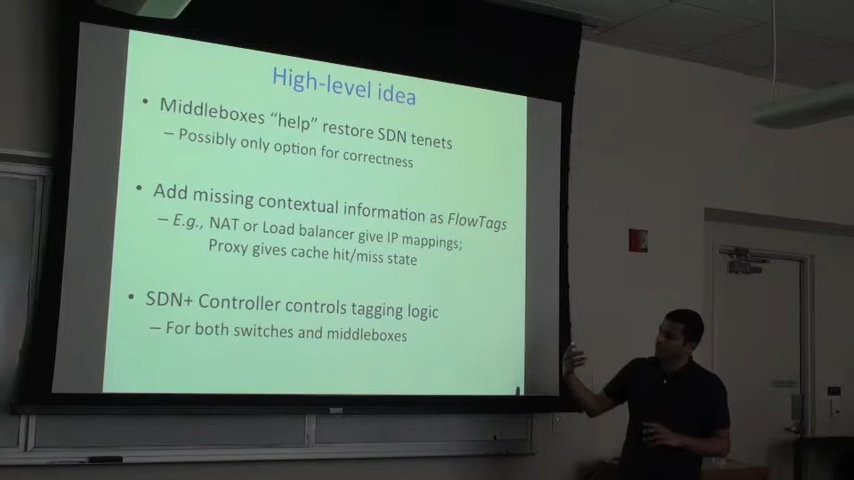 High-level idea
• Middleboxes "help" restore SDN tenets
– Possibly only option for correctness
• Add missing contextual information as FlowTags
– E.g., NAT or Load balancer give IP mappings;
Proxy gives cache hit/miss state
• SDN+ Controller controls tagging logic
– For both switches and middleboxes